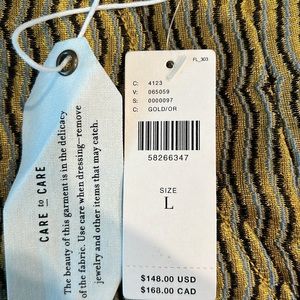 CARE to CARE
The beauty of this garment is in the delicacy
of the fabric. Use care when dressing—remove
jewelry and other items that may catch.
FL_303
C: 4123
V: 065059
S: 0000097
C: GOLD/OR
58266347
SIZE
L
$148.00 USD
$168.00 CAD